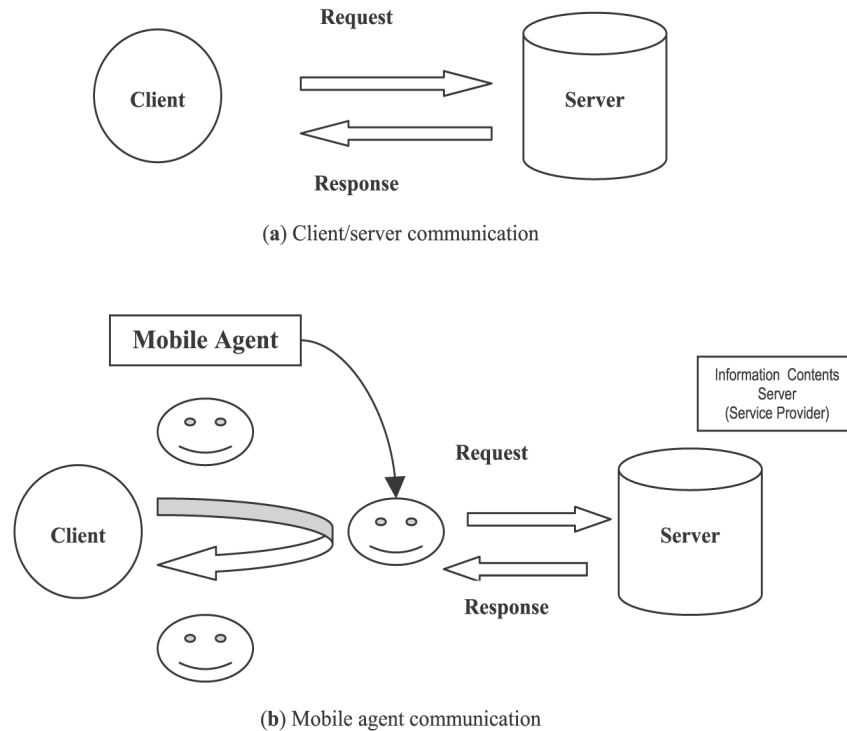 Request
Client
Server
Response
(a) Client/server communication
Mobile Agent
Information Contents
Server
(Service Provider)
Request
Client
Server
Response
(b) Mobile agent communication